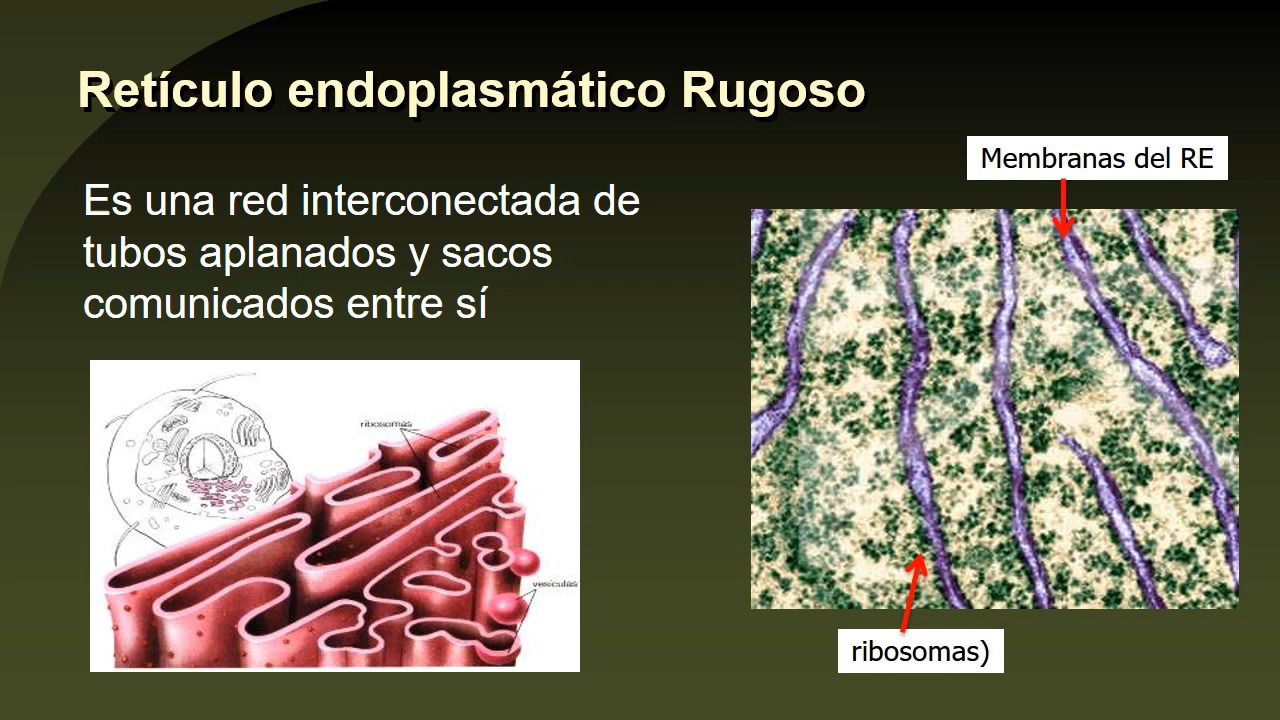 Retículo endoplasmático Rugoso
Es una red interconectada de
tubos aplanados y sacos
comunicados entre sí
ribosomas
vesículas
Membranas del RE
ribosomas)